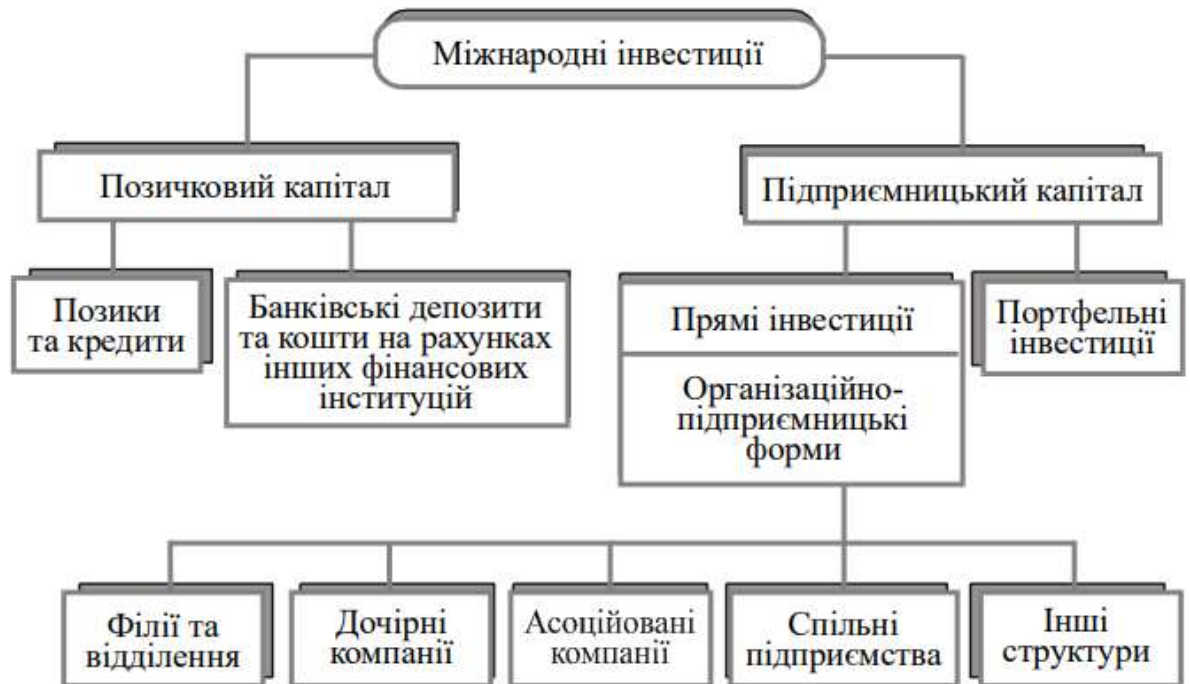 Міжнародні інвестиції
Позичковий капітал
Підприємницький капітал
Позики
та кредити
Банківські депозити
та кошти на рахунках
інших фінансових
інституцій
Прямі інвестиції
Організаційно-
підприємницькі
форми
Портфельні
інвестиції
Філії та
відділення
Дочірні
компанії
Асоційовані
компанії
Спільні
підприємства
Інші
структури